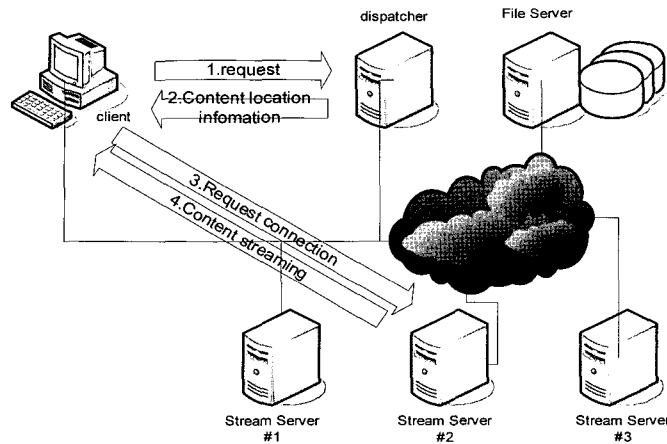 dispatcher
File Server
1.request
2.Content location
infomation
client
3.Request connection
4.Content streaming
Stream Server
#1
Stream Server
#2
Stream Server
#3